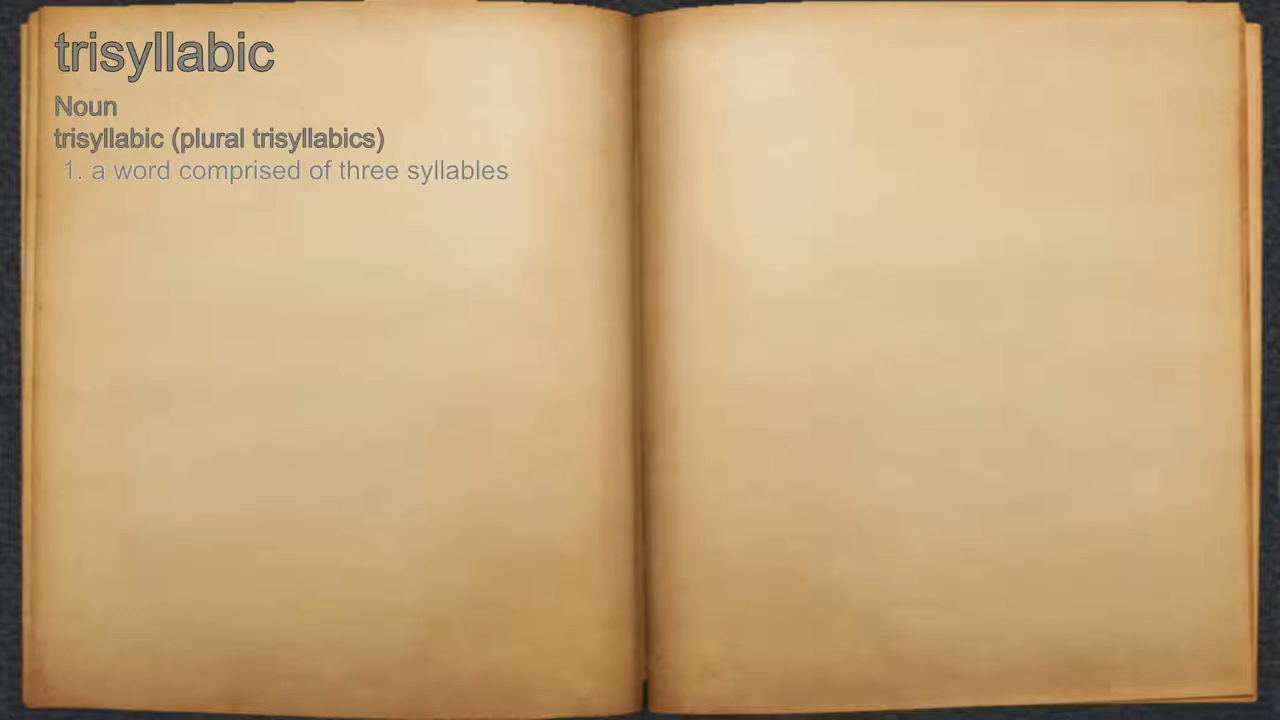 trisyllabic
Noun
trisyllabic (plural trisyllabics)
1. a word comprised of three syllables